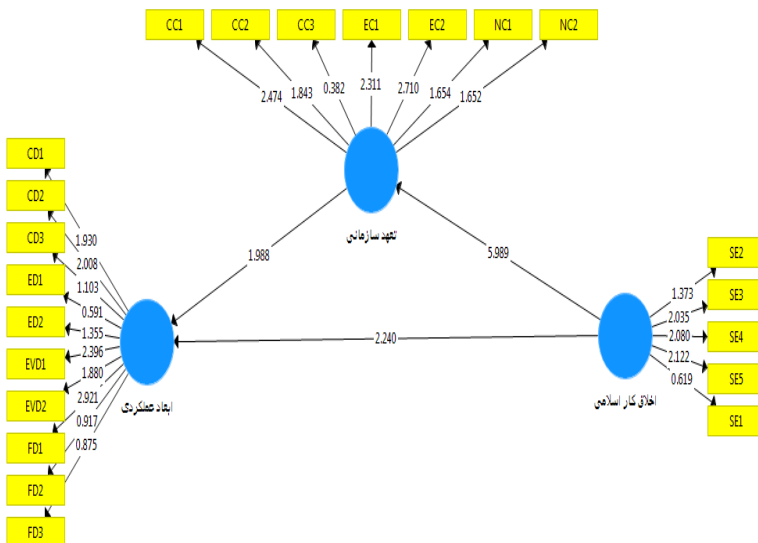 CC1 CC2 CC3 EC1 EC2 NC1 NC2
2.474 1.843 0.382 2.311 2.710 1.654 1.652
تعهد سازمانی
1.988
5.989
2.240
CD1
CD2
CD3
ED1
ED2
EVD1
EVD2
FD1
FD2
FD3
1.930
2.008
1.103
0.591
1.355
2.396
1.880
2.921
0.917
0.875
ابعاد عملکردی
اخلاق کار اسلامی
1.373
2.035
2.080
2.122
0.619
SE2
SE3
SE4
SE5
SE1